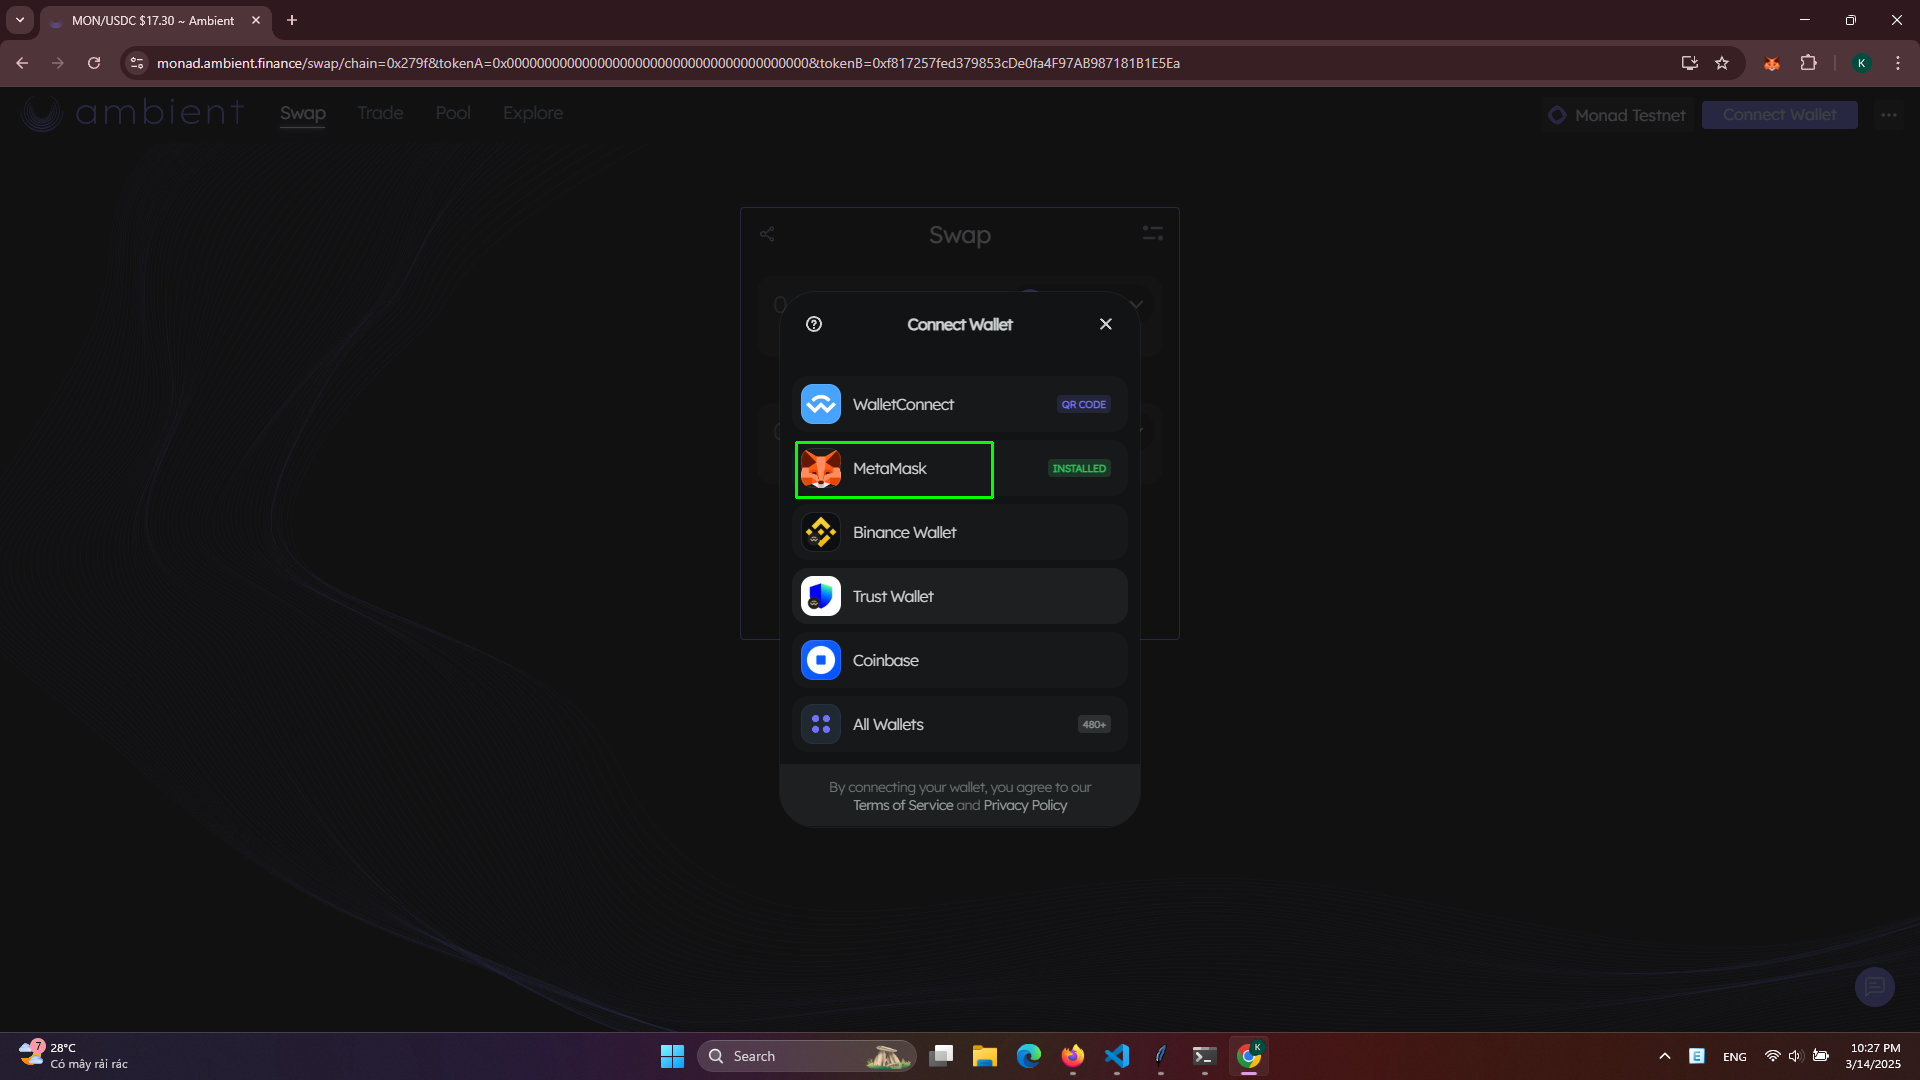 MON/USDC $17.30 ~ Ambient
monad.ambient.finance/swap/chain=0x279f&tokenA=0x0000000000000000000000000000000000000000&tokenB=0xf817257fed379853cDe0fa4F97AB987181B1E5Ea
K
ambient
Swap
Trade
Pool
Explore
Monad Testnet
Connect Wallet
Swap
0
Connect Wallet
WalletConnect
QR CODE
MetaMask
INSTALLED
Binance Wallet
Trust Wallet
Coinbase
All Wallets
480+
By connecting your wallet, you agree to our
Terms of Service and Privacy Policy
7
28°C
Có mây rải rác
Search
K
E
ENG
10:27 PM
3/14/2025